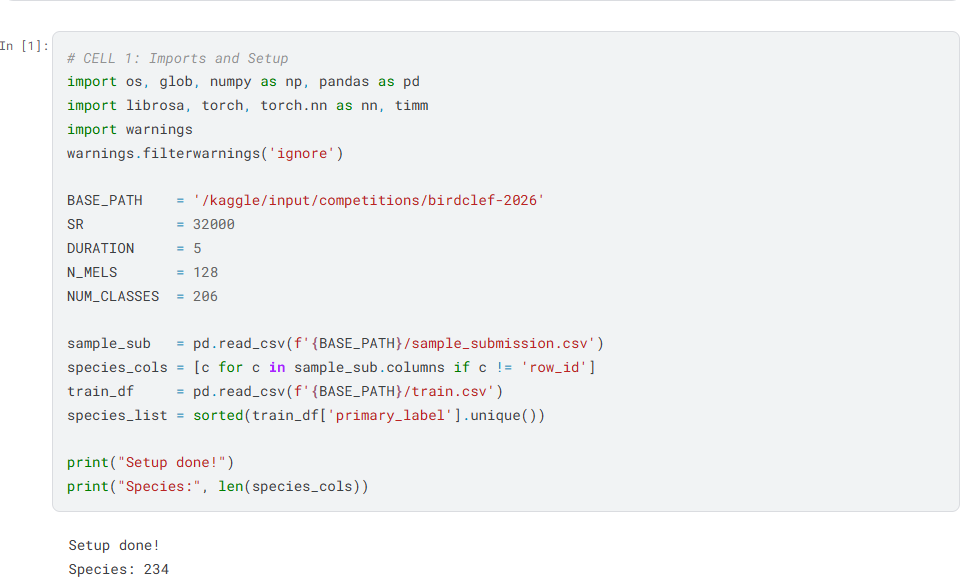 In [1]:
# CELL 1: Imports and Setup
import os, glob, numpy as np, pandas as pd
import librosa, torch, torch.nn as nn, timm
import warnings
warnings.filterwarnings('ignore')

BASE_PATH    = '/kaggle/input/competitions/birdclef-2026'
SR           = 32000
DURATION     = 5
N_MELS       = 128
NUM_CLASSES  = 206

sample_sub   = pd.read_csv(f'{BASE_PATH}/sample_submission.csv')
species_cols = [c for c in sample_sub.columns if c != 'row_id']
train_df     = pd.read_csv(f'{BASE_PATH}/train.csv')
species_list = sorted(train_df['primary_label'].unique())

print("Setup done!")
print("Species:", len(species_cols))

Setup done!
Species: 234